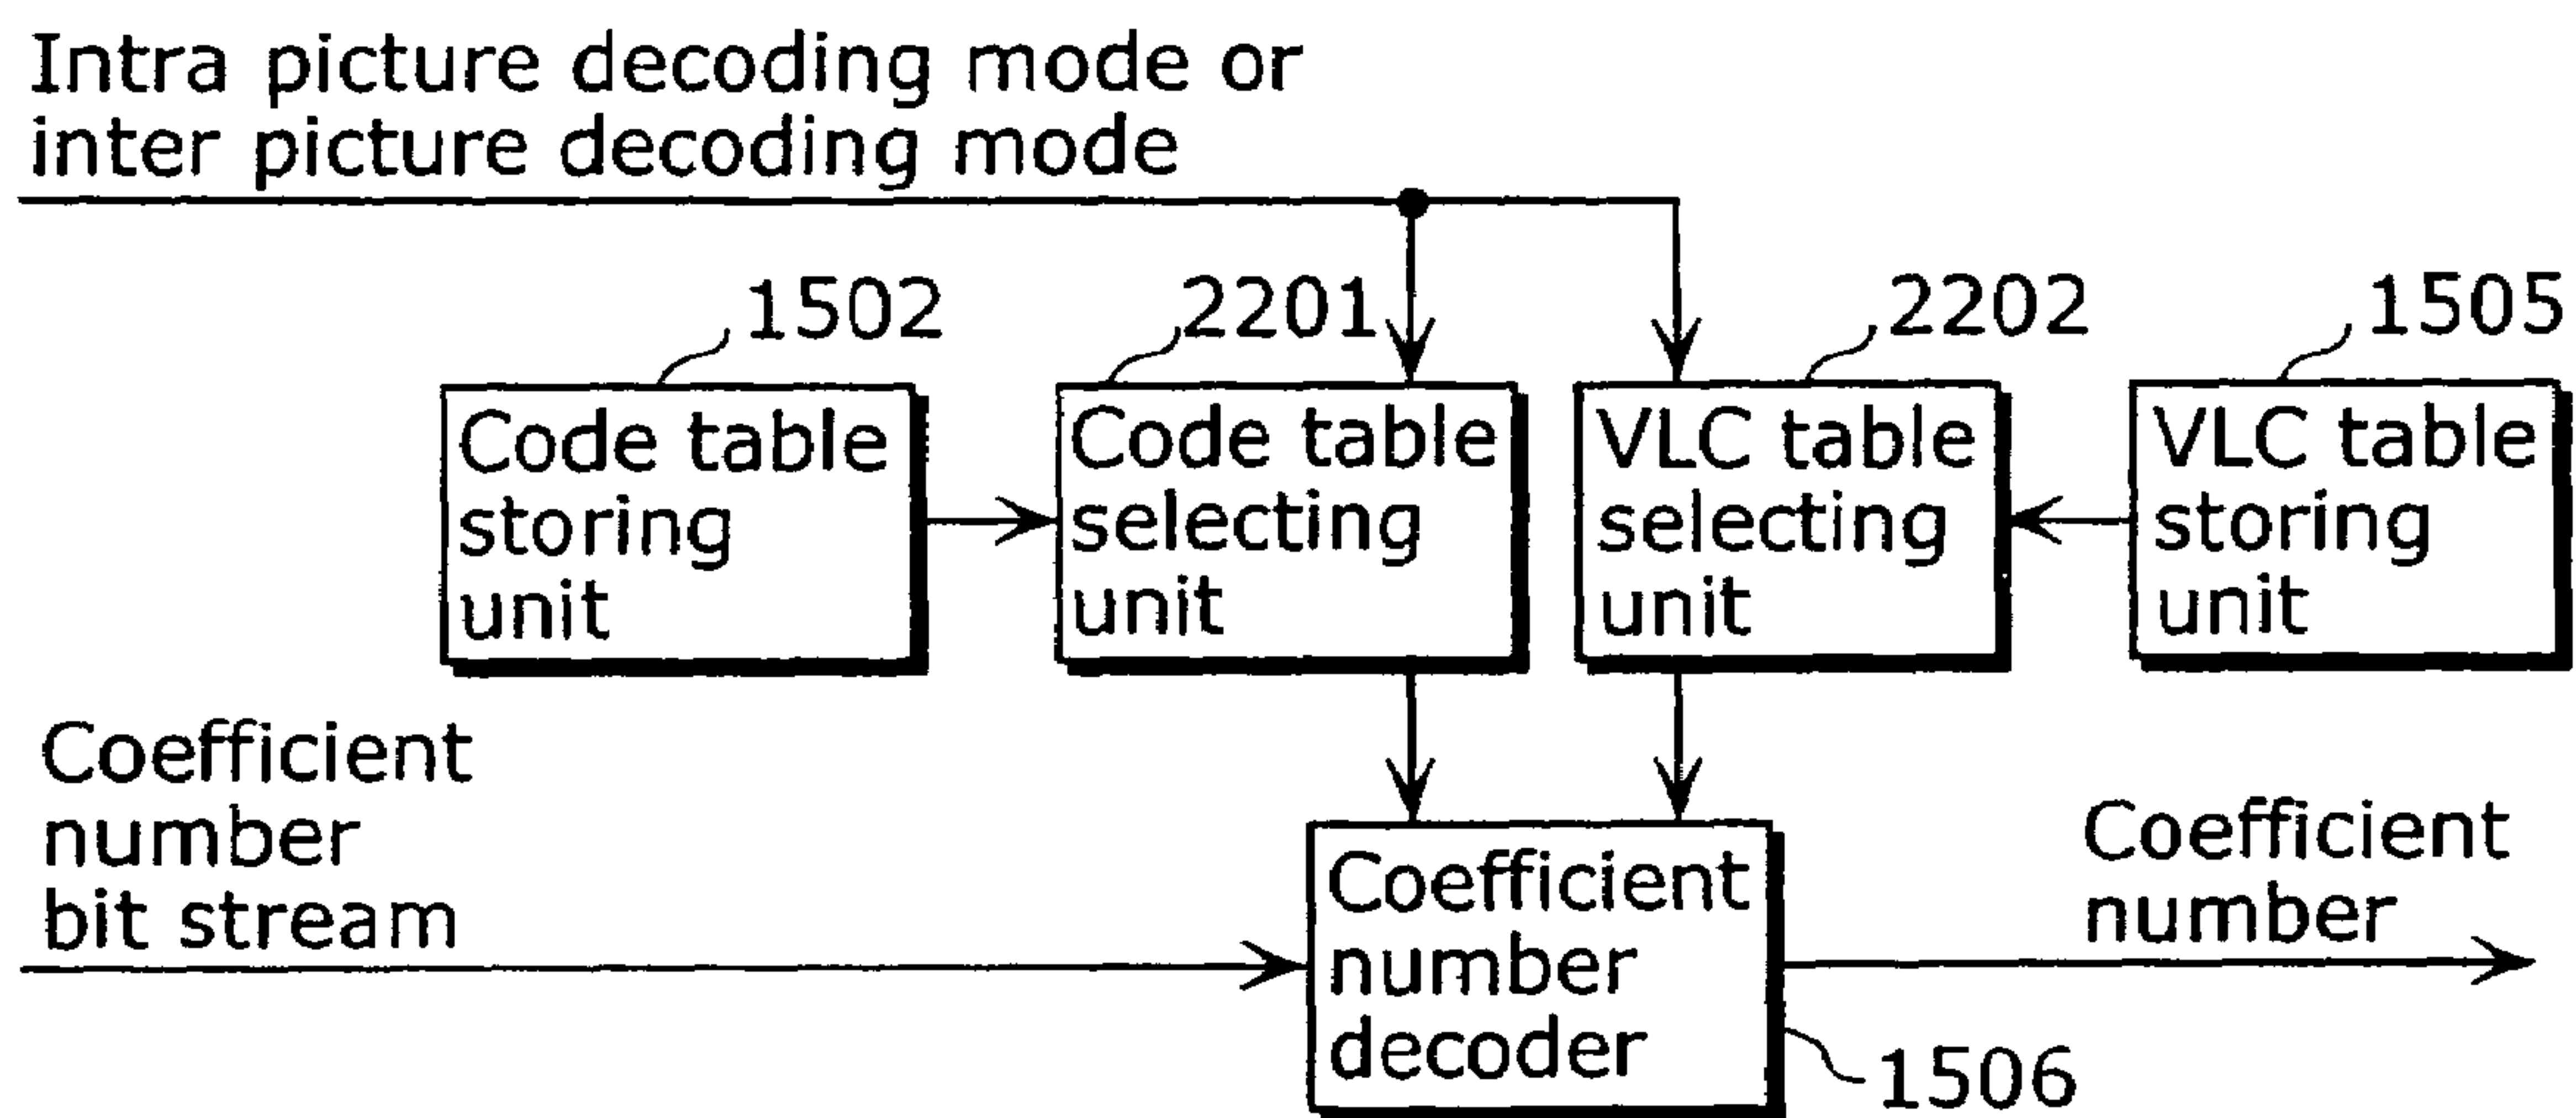 Intra picture decoding mode or
inter picture decoding mode
1502
2201
2202
1505
Code table
storing
unit
Code table
selecting
unit
VLC table
selecting
unit
VLC table
storing
unit
Coefficient
number
bit stream
Coefficient
number
decoder
Coefficient
number
1506